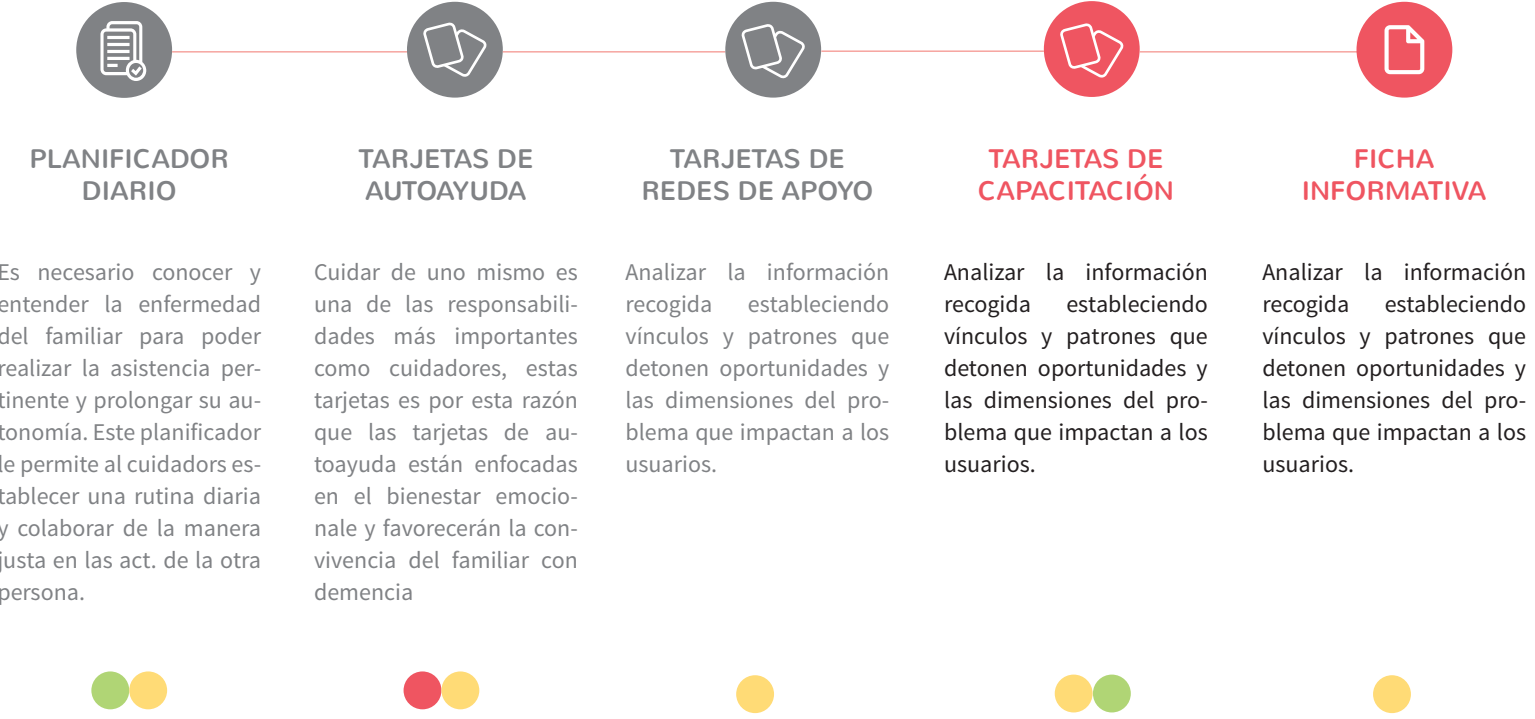 PLANIFICADOR
DIARIO
Es necesario conocer y
entender la enfermedad
del familiar para poder
realizar la asistencia per-
tinente y prolongar su au-
tonomía. Este planificador
le permite al cuidadors es-
tablecer una rutina diaria
y colaborar de la manera
justa en las act. de la otra
persona.
TARJETAS DE
AUTOAYUDA
Cuidar de uno mismo es
una de las responsabili-
dades más importantes
como cuidadores, estas
tarjetas es por esta razón
que las tarjetas de au-
toayuda están enfocadas
en el bienestar emocio-
nale y favorecerán la con-
vivencia del familiar con
demencia
TARJETAS DE
REDES DE APOYO
Analizar la información
recogida estableciendo
vínculos y patrones que
detonen oportunidades y
las dimensiones del pro-
blema que impactan a los
usuarios.
TARJETAS DE
CAPACITACIÓN
Analizar la información
recogida estableciendo
vínculos y patrones que
detonen oportunidades y
las dimensiones del pro-
blema que impactan a los
usuarios.
FICHA
INFORMATIVA
Analizar la información
recogida estableciendo
vínculos y patrones que
detonen oportunidades y
las dimensiones del pro-
blema que impactan a los
usuarios.